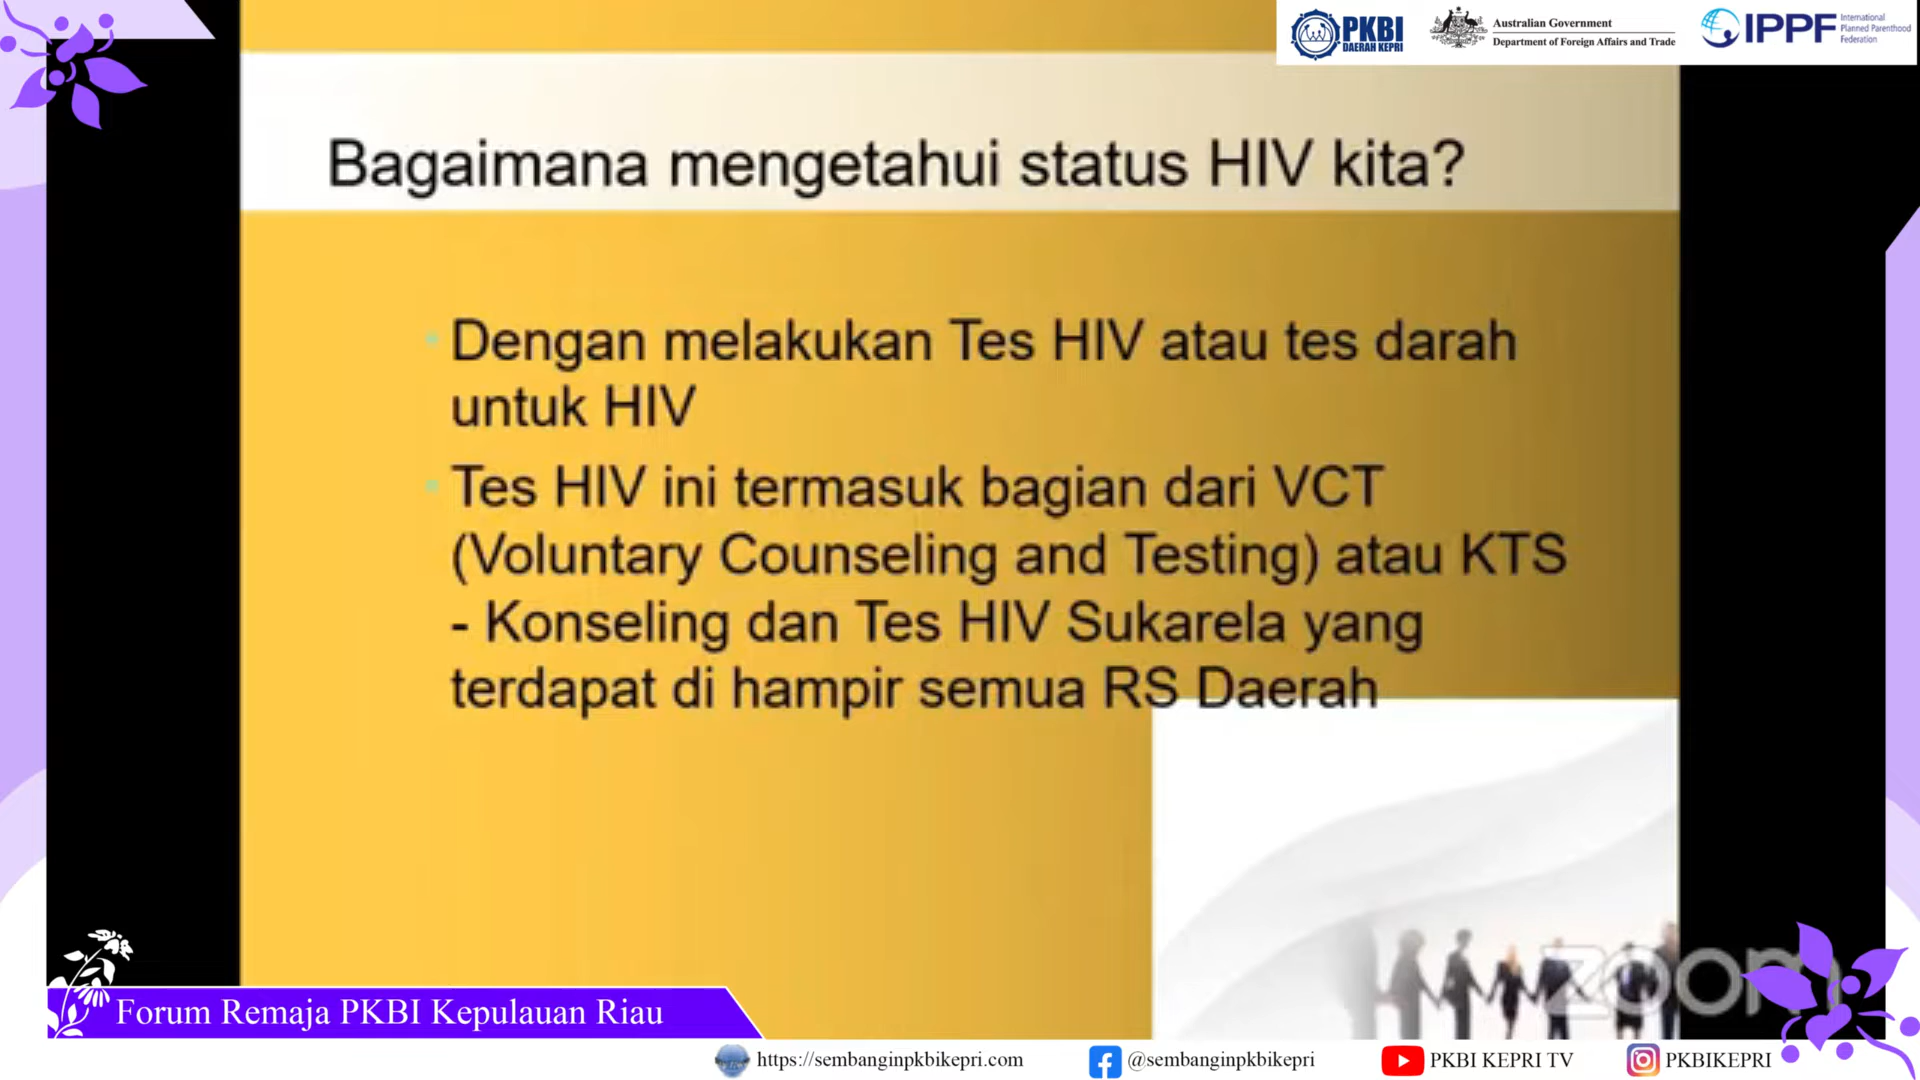 PKBI
DAERAH KEPRI
Australian Government
Department of Foreign Affairs and Trade
IPPF
International
Planned Parenthood
Federation
Bagaimana mengetahui status HIV kita?
Dengan melakukan Tes HIV atau tes darah
untuk HIV
Tes HIV ini termasuk bagian dari VCT
(Voluntary Counseling and Testing) atau KTS
- Konseling dan Tes HIV Sukarela yang
terdapat di hampir semua RS Daerah
zoom
Forum Remaja PKBI Kepulauan Riau
https://sembanginpkbikepri.com
@sembanginpkbikepri
PKBI KEPRI TV
PKBIKEPRI